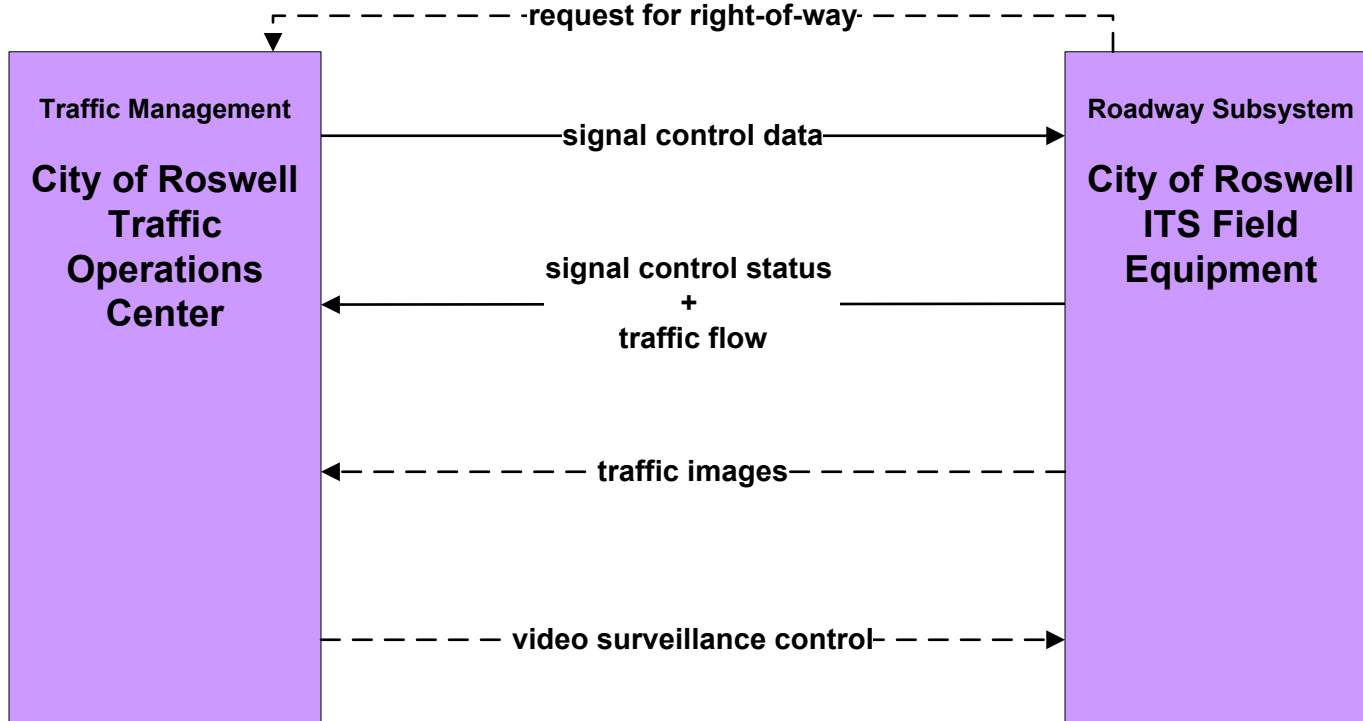 request for right-of-way
Traffic Management
City of Roswell
Traffic
Operations
Center
signal control data
signal control status
+
traffic flow
traffic images
video surveillance control
Roadway Subsystem
City of Roswell
ITS Field
Equipment